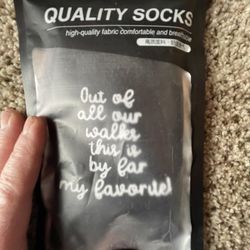 QUALITY SOCKS
high-quality fabric comfortable and breathable
Out of
all our
walks
this is
by far
my favorite!